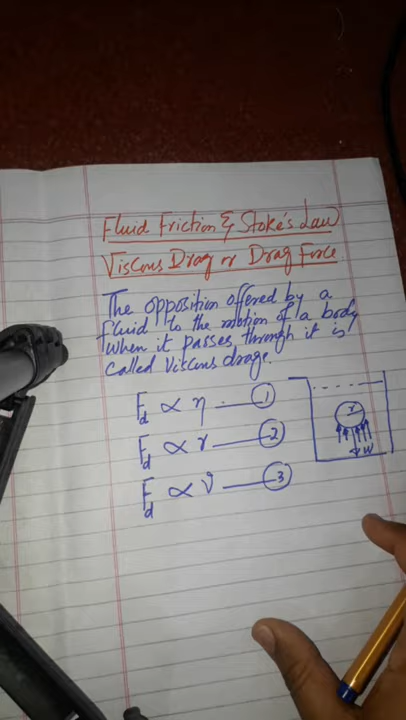 Fluid Friction & Stoke's Law
Viscous Drag or Drag Force
The opposition offered by a
fluid to the motion of a body
when it passes through it is
called Viscous drage.
Fd ∝ η —— 1
Fd ∝ r —— 2
Fd ∝ v —— 3
r
W